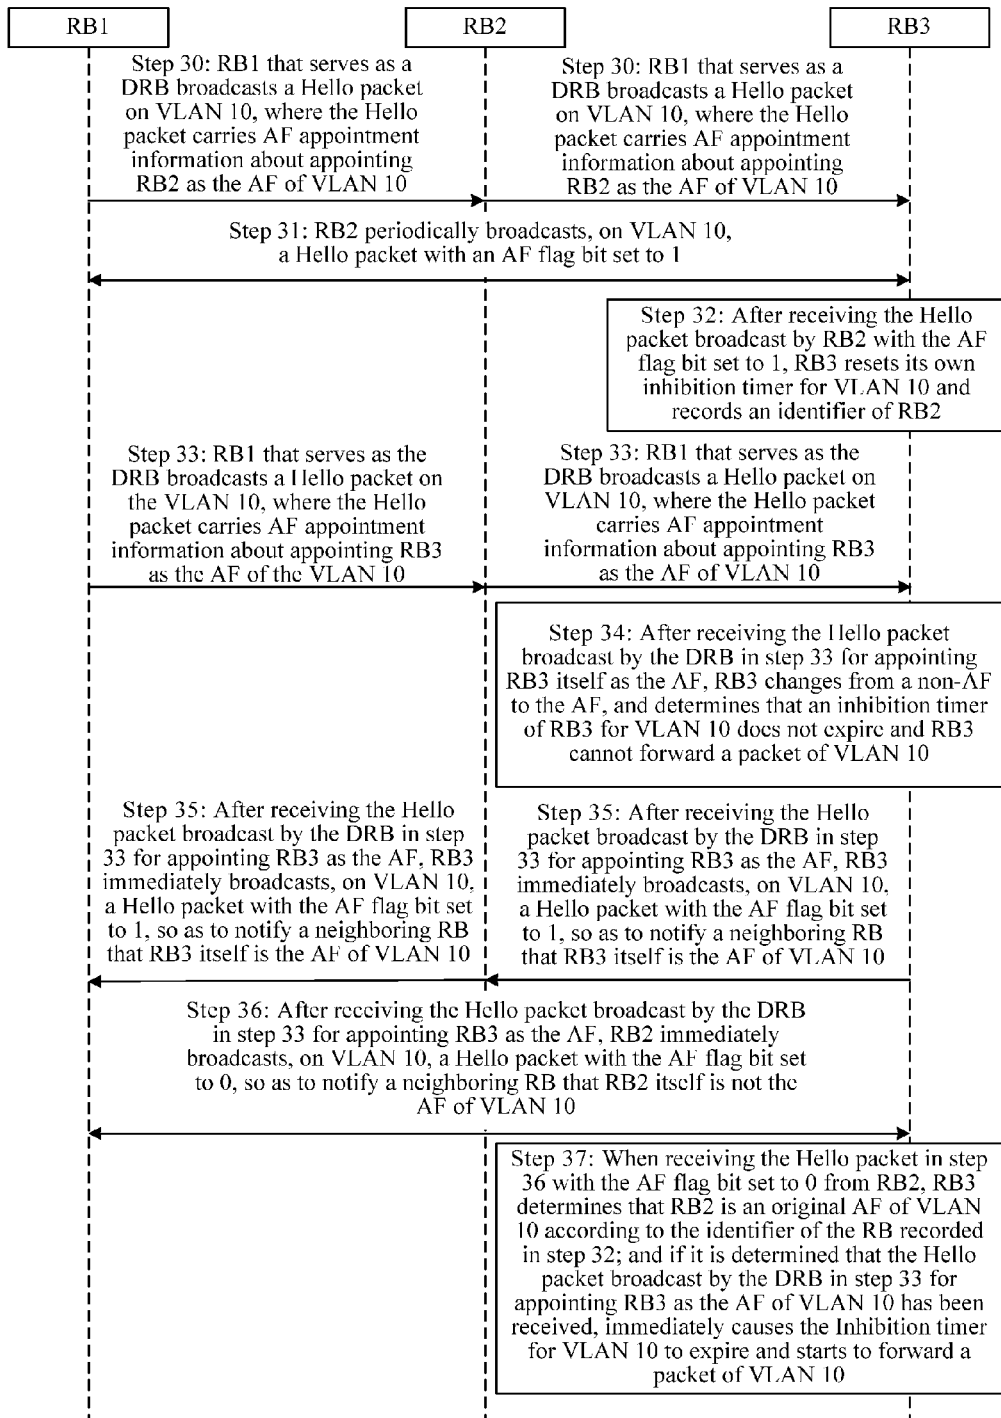 RB1
RB2
RB3
Step 30: RB1 that serves as a
DRB broadcasts a Hello packet
on VLAN 10, where the Hello
packet carries AF appointment
information about appointing
RB2 as the AF of VLAN 10
Step 30: RB1 that serves as a
DRB broadcasts a Hello packet
on VLAN 10, where the Hello
packet carries AF appointment
information about appointing
RB2 as the AF of VLAN 10
Step 31: RB2 periodically broadcasts, on VLAN 10,
a Hello packet with an AF flag bit set to 1
Step 32: After receiving the Hello
packet broadcast by RB2 with the AF
flag bit set to 1, RB3 resets its own
inhibition timer for VLAN 10 and
records an identifier of RB2
Step 33: RB1 that serves as the
DRB broadcasts a Hello packet on
the VLAN 10, where the Hello
packet carries AF appointment
information about appointing RB3
as the AF of the VLAN 10
Step 33: RB1 that serves as the
DRB broadcasts a Hello packet on
VLAN 10, where the Hello packet
carries AF appointment
information about appointing RB3
as the AF of VLAN 10
Step 34: After receiving the Hello packet
broadcast by the DRB in step 33 for appointing
RB3 itself as the AF, RB3 changes from a non-AF
to the AF, and determines that an inhibition timer
of RB3 for VLAN 10 does not expire and RB3
cannot forward a packet of VLAN 10
Step 35: After receiving the Hello
packet broadcast by the DRB in step
33 for appointing RB3 as the AF, RB3
immediately broadcasts, on VLAN 10,
a Hello packet with the AF flag bit set
to 1, so as to notify a neighboring RB
that RB3 itself is the AF of VLAN 10
Step 35: After receiving the Hello
packet broadcast by the DRB in step
33 for appointing RB3 as the AF, RB3
immediately broadcasts, on VLAN 10,
a Hello packet with the AF flag bit set
to 1, so as to notify a neighboring RB
that RB3 itself is the AF of VLAN 10
Step 36: After receiving the Hello packet broadcast by the DRB
in step 33 for appointing RB3 as the AF, RB2 immediately
broadcasts, on VLAN 10, a Hello packet with the AF flag bit set
to 0, so as to notify a neighboring RB that RB2 itself is not the
AF of VLAN 10
Step 37: When receiving the Hello packet in step
36 with the AF flag bit set to 0 from RB2, RB3
determines that RB2 is an original AF of VLAN
10 according to the identifier of the RB recorded
in step 32; and if it is determined that the Hello
packet broadcast by the DRB in step 33 for
appointing RB3 as the AF of VLAN 10 has been
received, immediately causes the Inhibition timer
for VLAN 10 to expire and starts to forward a
packet of VLAN 10